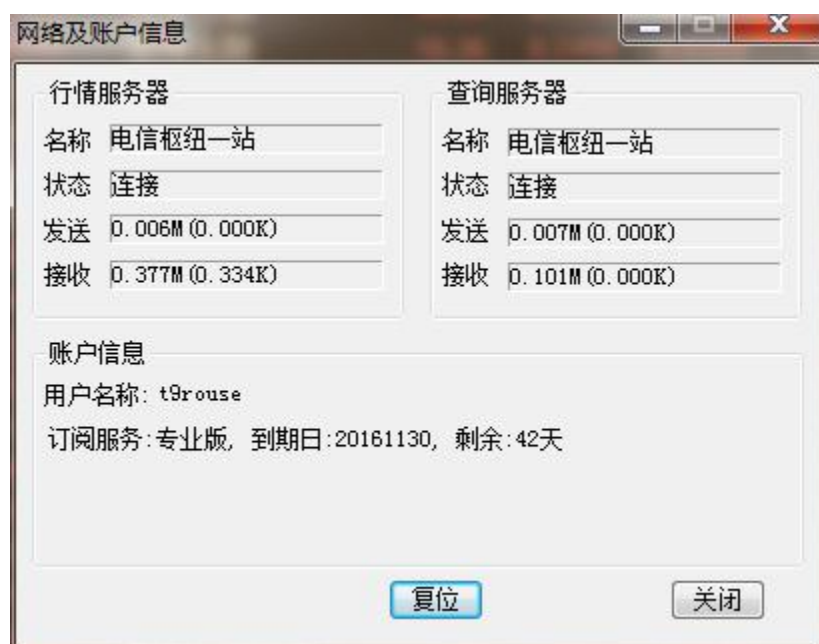 网络及账户信息
行情服务器
名称 电信枢纽一站
状态 连接
发送 0.006M(0.000K)
接收 0.377M(0.334K)
查询服务器
名称 电信枢纽一站
状态 连接
发送 0.007M(0.000K)
接收 0.101M(0.000K)
账户信息
用户名称: t9rouse
订阅服务:专业版, 到期日:20161130, 剩余:42天
复位
关闭